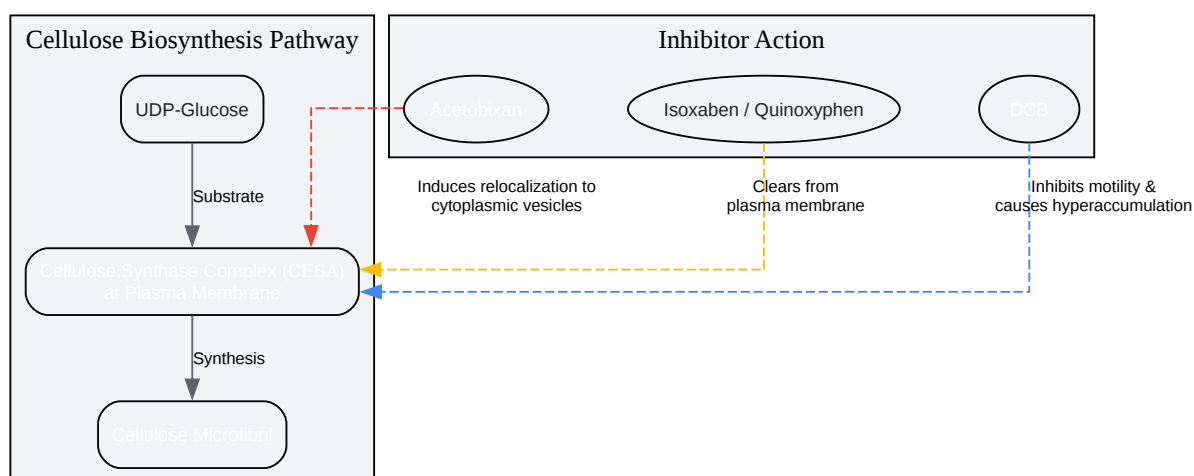 Cellulose Biosynthesis Pathway
Inhibitor Action
UDP-Glucose
Acetobixan
Isoxaben / Quinoxyphen
DCB
Induces relocalization to
cytoplasmic vesicles
Clears from
plasma membrane
Inhibits motility &
causes hyperaccumulation
Substrate
Cellulose Synthase Complex (CESA)
at Plasma Membrane
Synthesis
Cellulose Microfibril